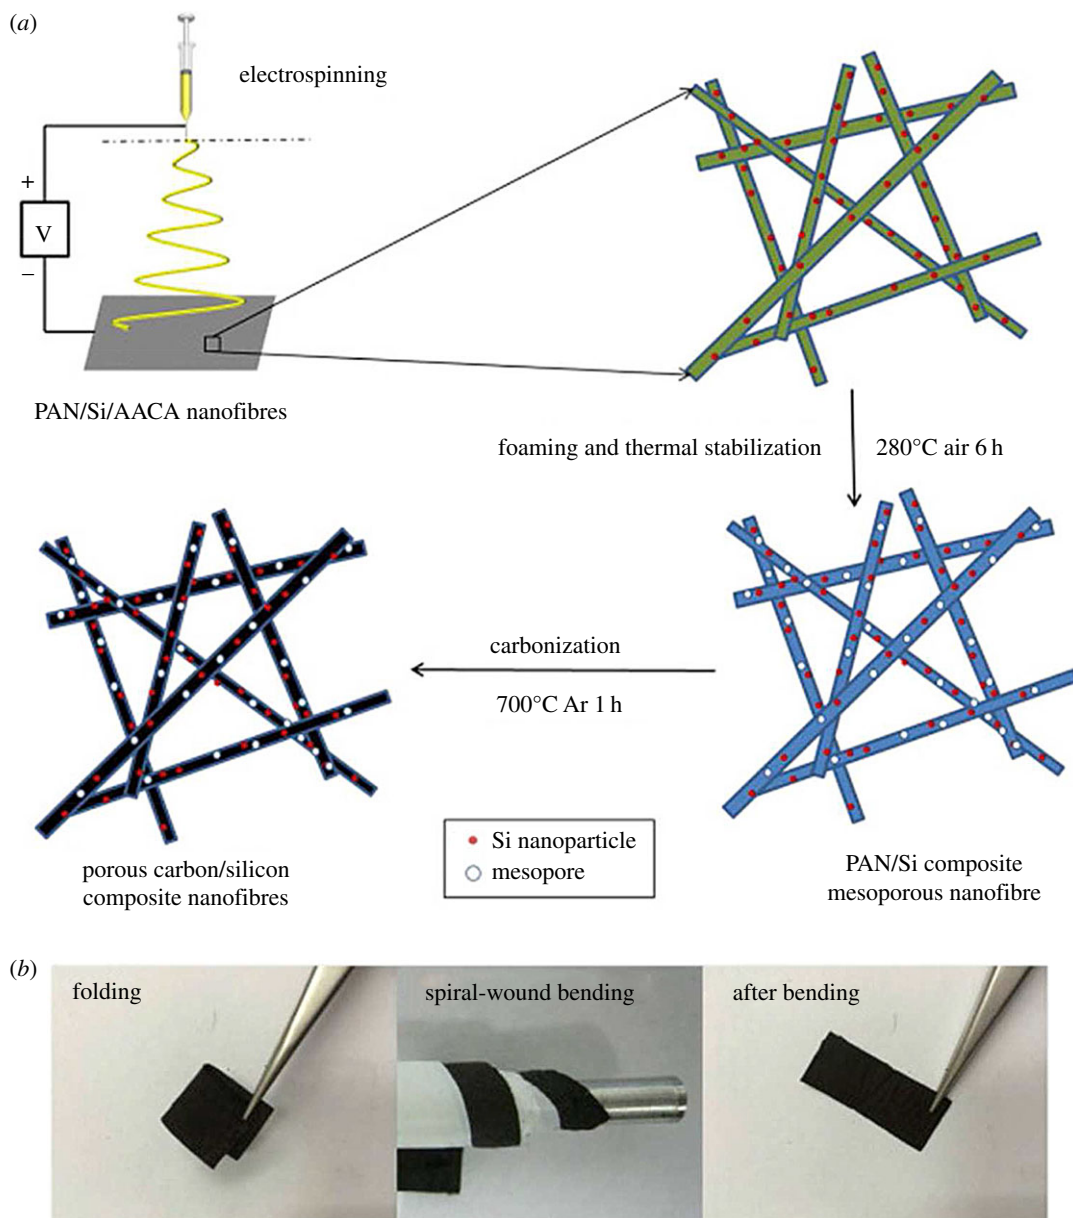 (a)
electrospinning
+
V
−
PAN/Si/AACA nanofibres
foaming and thermal stabilization
280°C air 6 h
carbonization
700°C Ar 1 h
Si nanoparticle
mesopore
porous carbon/silicon
composite nanofibres
PAN/Si composite
mesoporous nanofibre
(b)
folding
spiral-wound bending
after bending